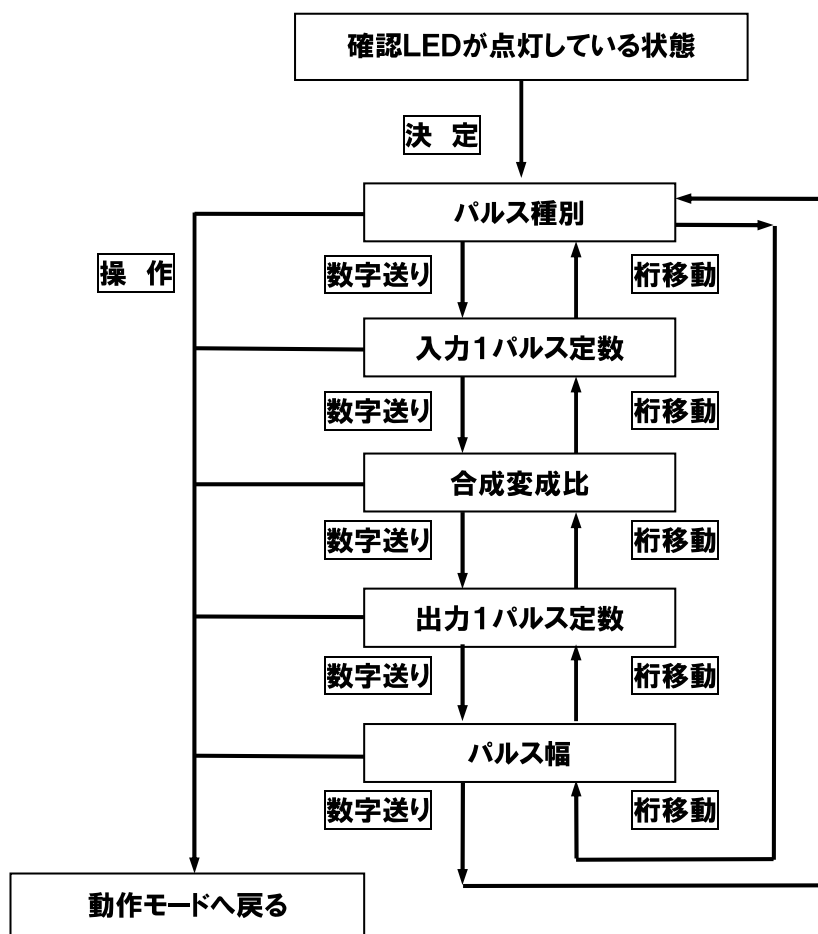 確認LEDが点灯している状態
決 定
パルス種別
操 作
数字送り
桁移動
入力1パルス定数
数字送り
桁移動
合成変成比
数字送り
桁移動
出力1パルス定数
数字送り
桁移動
パルス幅
数字送り
桁移動
動作モードへ戻る